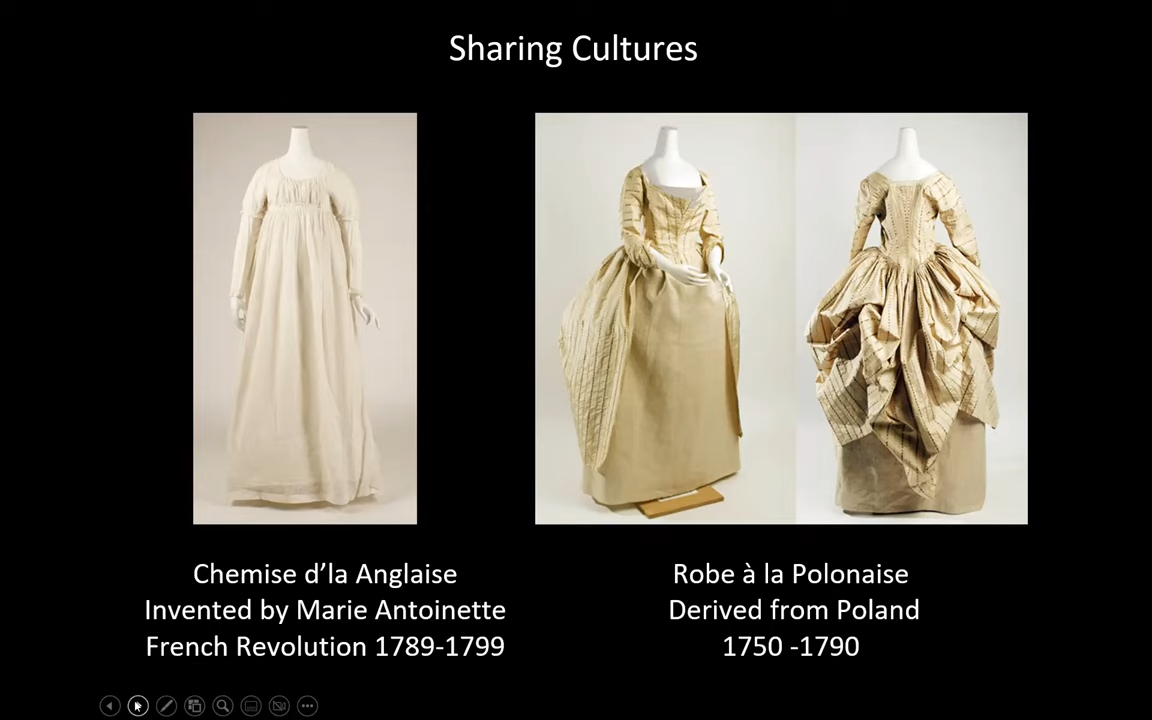 Sharing Cultures
Chemise d’la Anglaise
Invented by Marie Antoinette
French Revolution 1789-1799
Robe à la Polonaise
Derived from Poland
1750 -1790